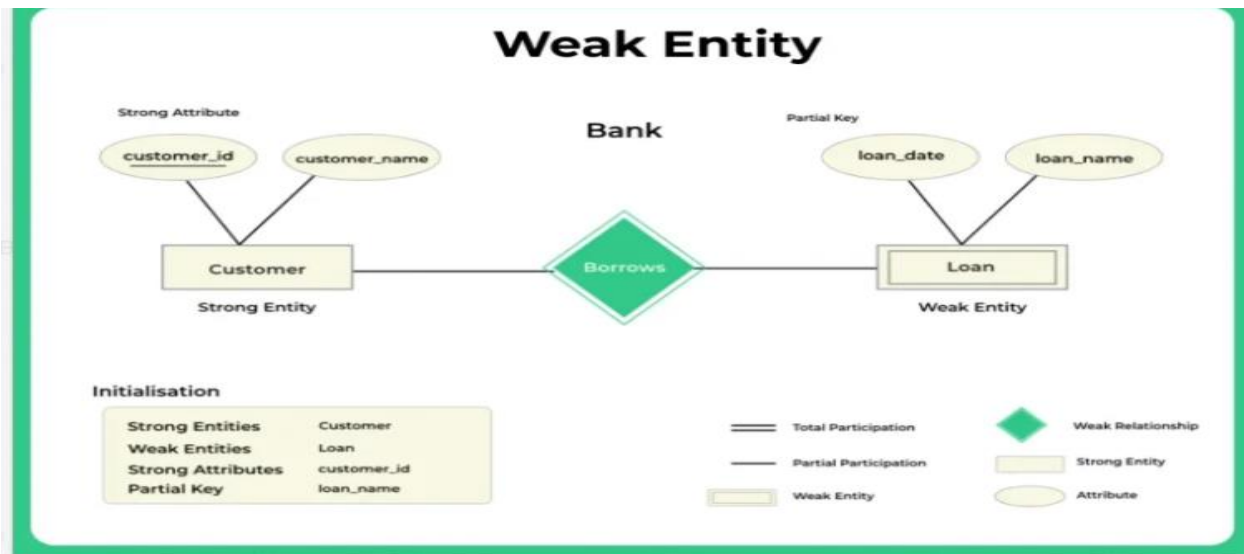 Weak Entity
Strong Attribute
Bank
Partial Key
customer_id
customer_name
loan_date
loan_name
Customer
Borrows
Loan
Strong Entity
Weak Entity
Initialisation
Strong Entities Customer
Weak Entities Loan
Strong Attributes customer_id
Partial Key loan_name
Total Participation
Weak Relationship
Partial Participation
Strong Entity
Weak Entity
Attribute